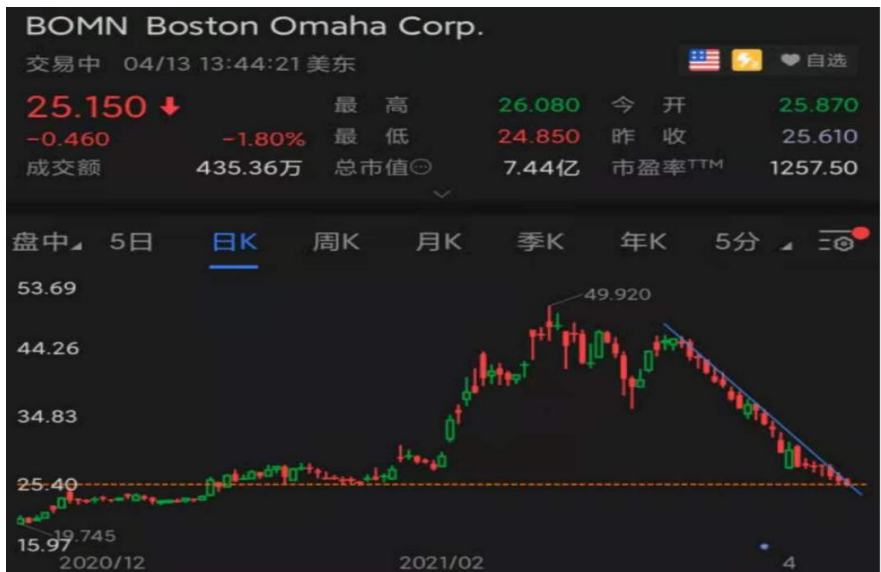 BOMN Boston Omaha Corp.
交易中 04/13 13:44:21 美东
自选
25.150 最高 26.080 今开 25.870
-0.460 -1.80% 最低 24.850 昨收 25.610
成交额 435.36万 总市值 7.44亿 市盈率TTM 1257.50
盘中 5日 日K 周K 月K 季K 年K 5分
53.69
49.920
44.26
34.83
25.40
19.745
15.97
2020/12 2021/02 4